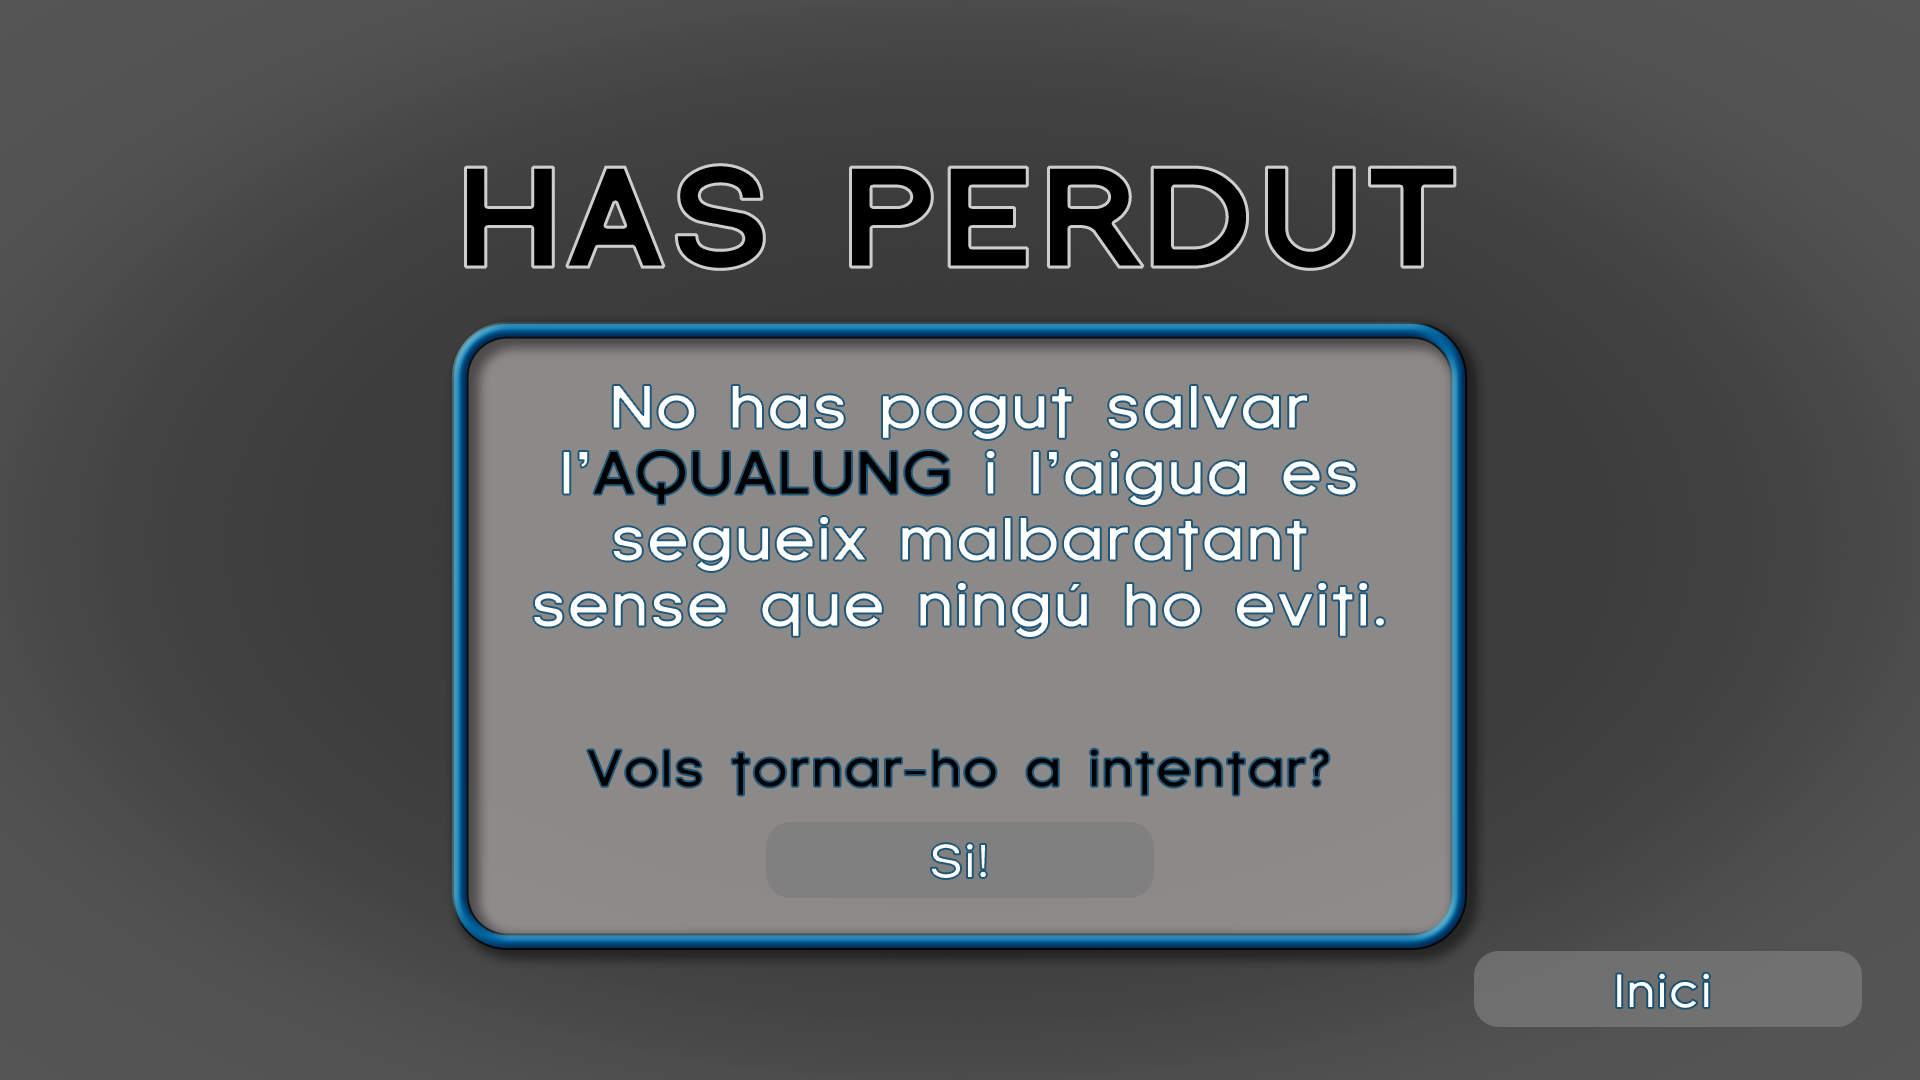 HAS PERDUT
No has pogut salvar
l’AQUALUNG i l’aigua es
segueix malbaratant
sense que ningú ho eviti.
Vols tornar-ho a intentar?
Si!
Inici